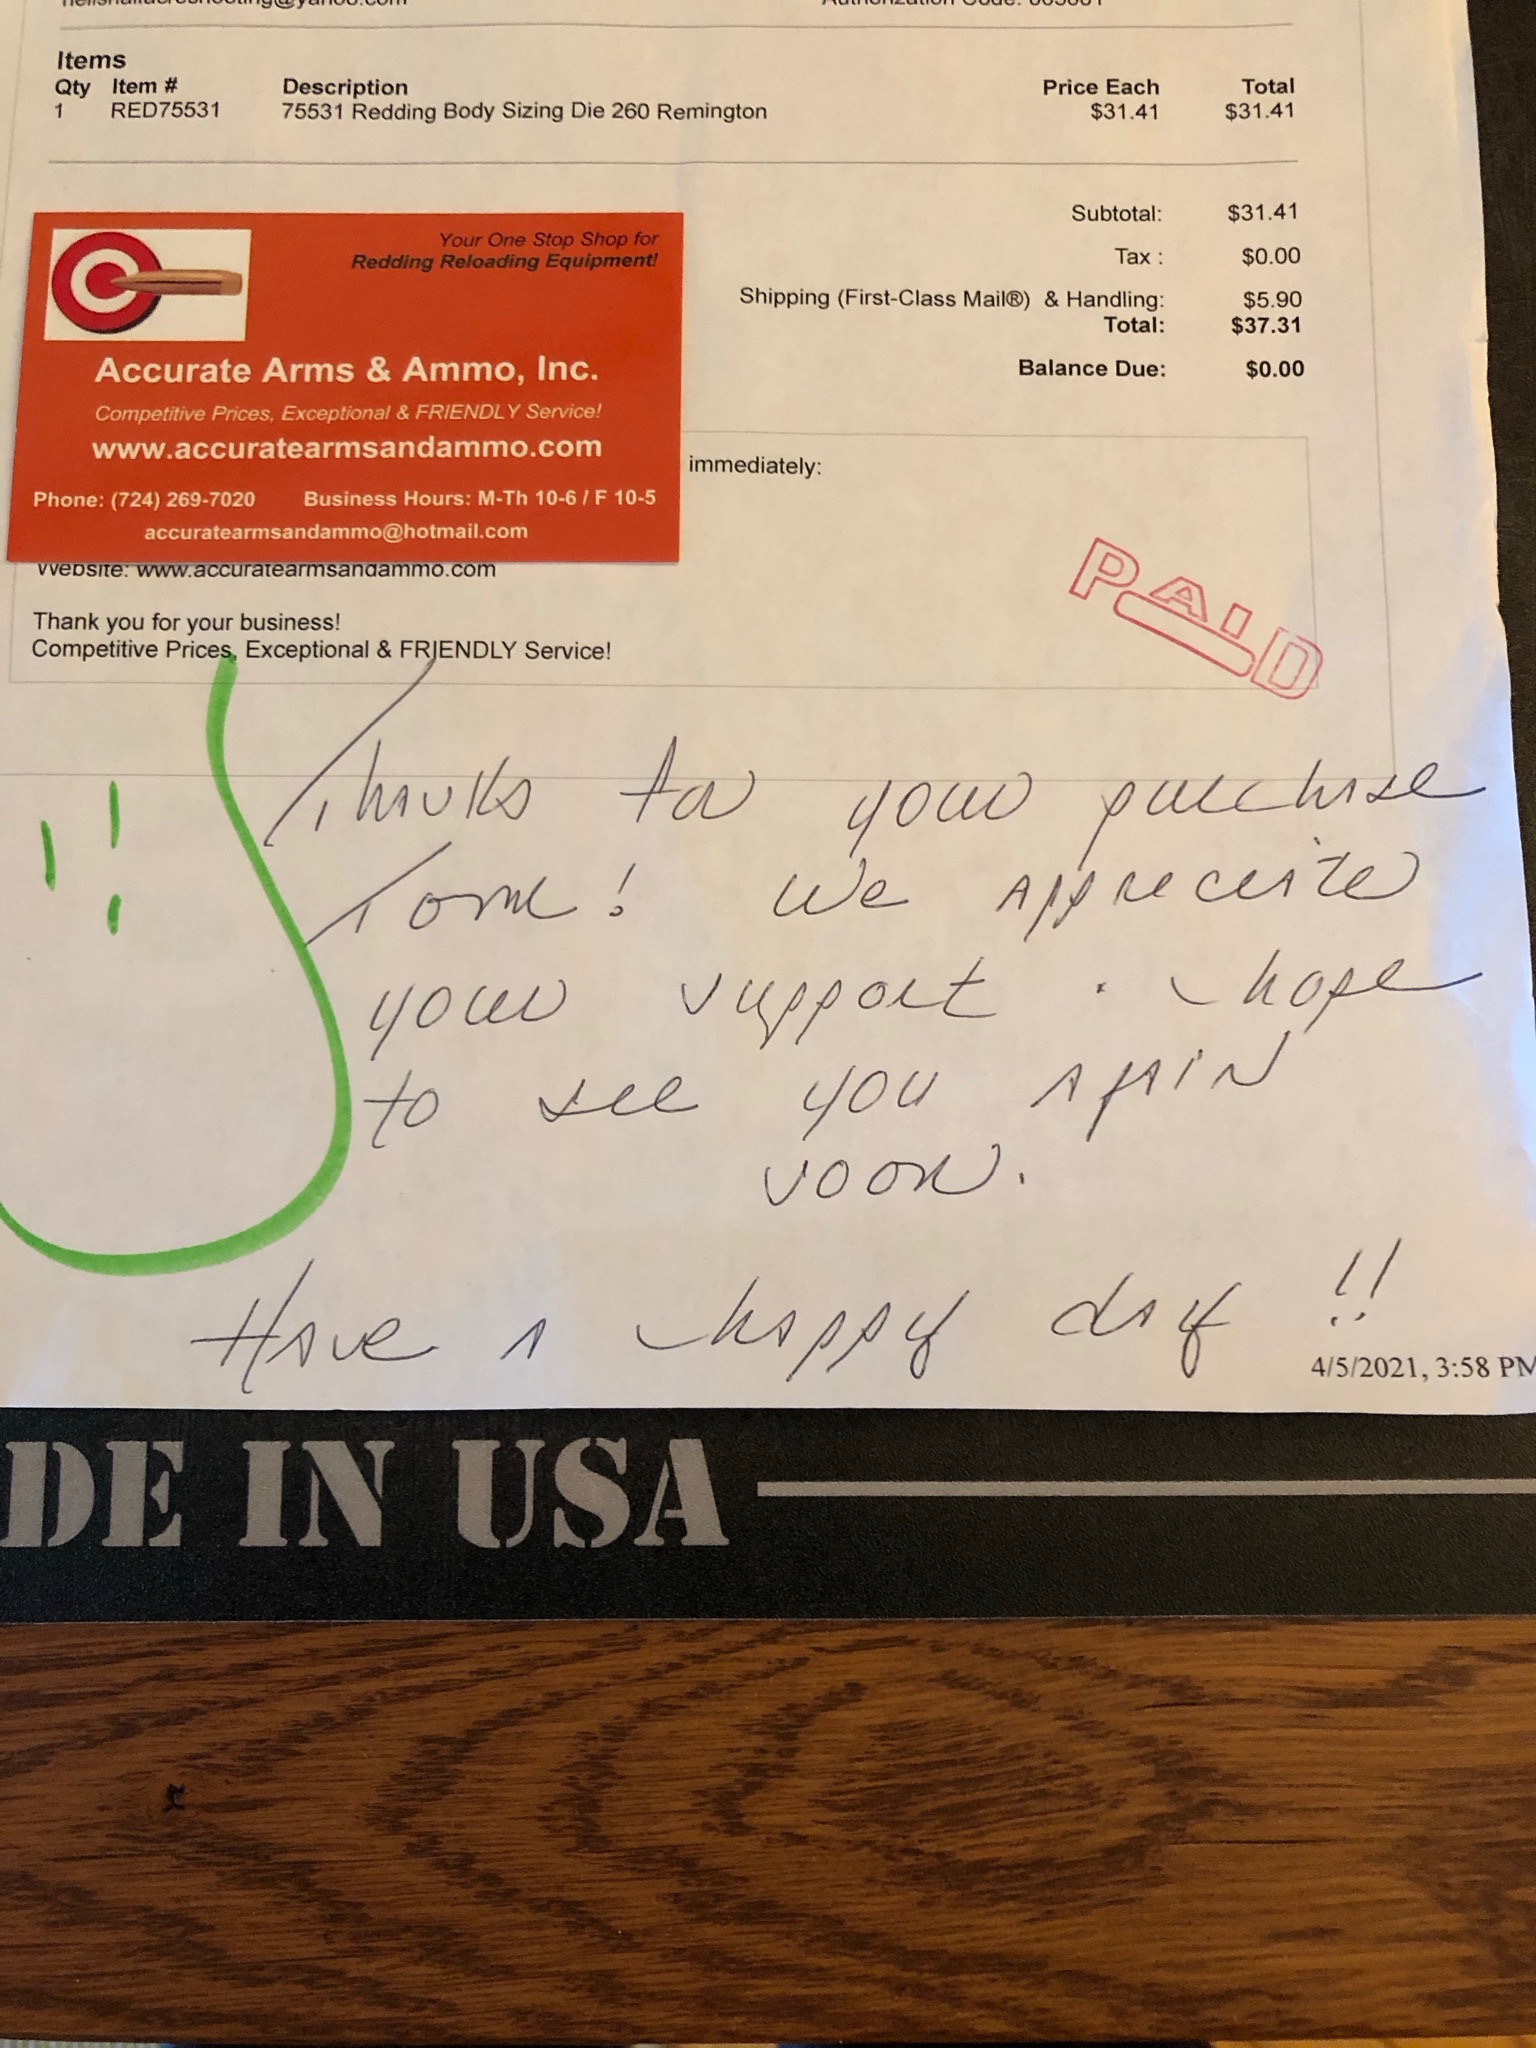 Items
Qty Item # Description Price Each Total
1 RED75531 75531 Redding Body Sizing Die 260 Remington $31.41 $31.41
Subtotal: $31.41
Tax : $0.00
Shipping (First-Class Mail®) & Handling: $5.90
Total: $37.31
Balance Due: $0.00
Your One Stop Shop for
Redding Reloading Equipment!
Accurate Arms & Ammo, Inc.
Competitive Prices, Exceptional & FRIENDLY Service!
www.accuratearmsandammo.com
Phone: (724) 269-7020 Business Hours: M-Th 10-6 / F 10-5
accuratearmsandammo@hotmail.com
immediately:
Website: www.accuratearmsandammo.com
Thank you for your business!
Competitive Prices, Exceptional & FRIENDLY Service!
PAID
Thanks for your purchase
Tom! We appreciate
your support. hope
to see you again
soon.
Have a happy day!!
4/5/2021, 3:58 PM
DE IN USA